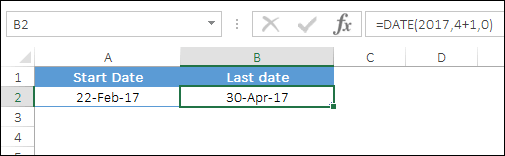 B2 fx =DATE(2017,4+1,0)
A B C D
1 Start Date Last date
2 22-Feb-17 30-Apr-17
3
4
5